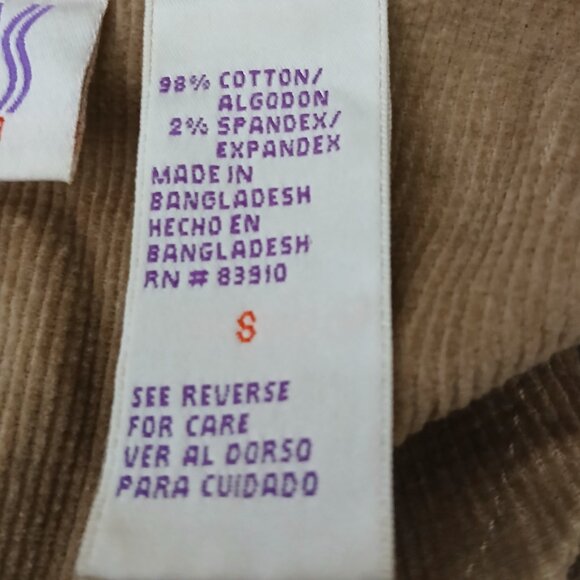 98% COTTON/
ALGODON
2% SPANDEX/
EXPANDEX
MADE IN
BANGLADESH
HECHO EN
BANGLADESH
RN # 83910
S
SEE REVERSE
FOR CARE
VER AL DORSO
PARA CUIDADO